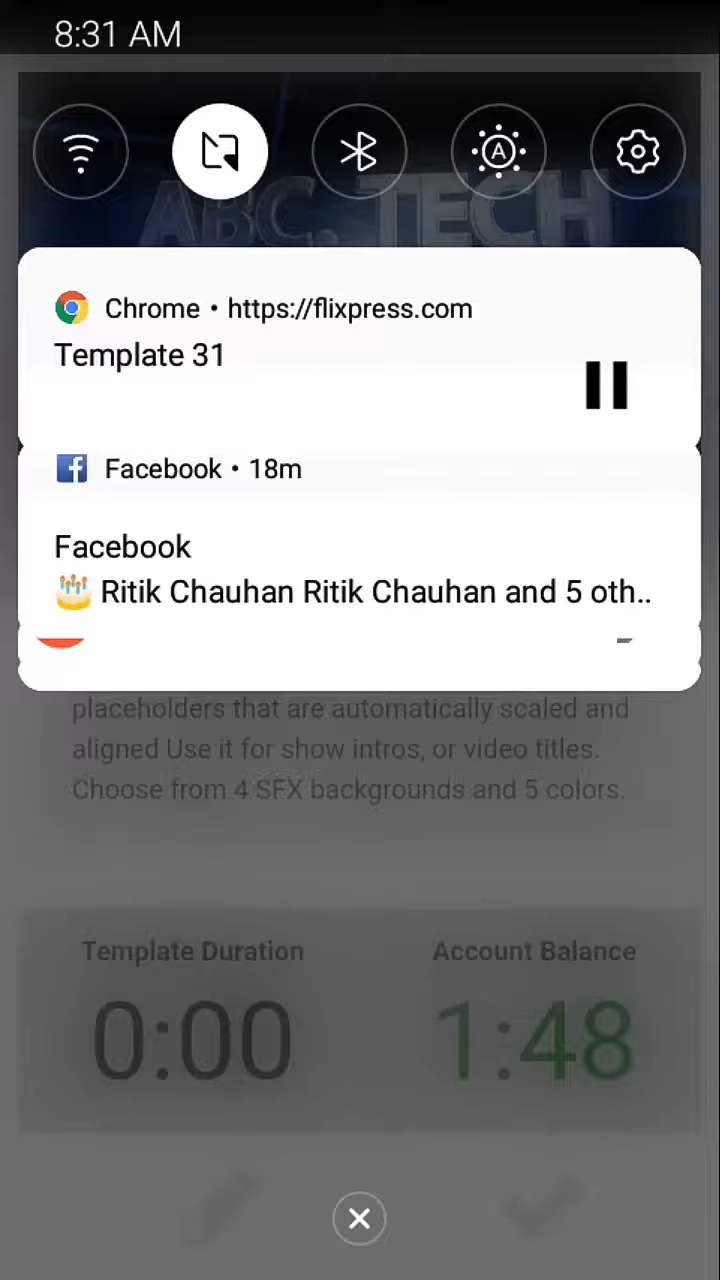 8:31 AM
A
ABC. TECH
Chrome • https://flixpress.com
Template 31
Facebook • 18m
Facebook
🎂 Ritik Chauhan Ritik Chauhan and 5 oth..
placeholders that are automatically scaled and
aligned Use it for show intros, or video titles.
Choose from 4 SFX backgrounds and 5 colors.
Template Duration
Account Balance
0:00
1:48